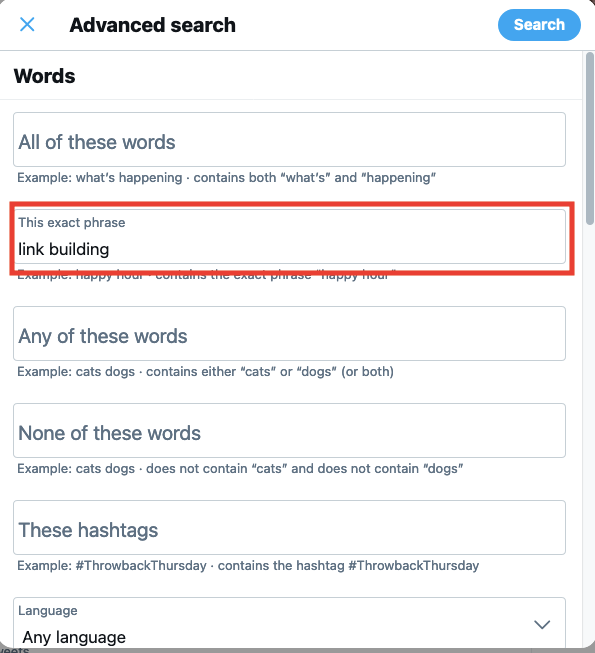 Advanced search
Search
Words
All of these words
Example: what’s happening · contains both “what’s” and “happening”
This exact phrase
link building
Example: happy hour · contains the exact phrase “happy hour”
Any of these words
Example: cats dogs · contains either “cats” or “dogs” (or both)
None of these words
Example: cats dogs · does not contain “cats” and does not contain “dogs”
These hashtags
Example: #ThrowbackThursday · contains the hashtag #ThrowbackThursday
Language
Any language